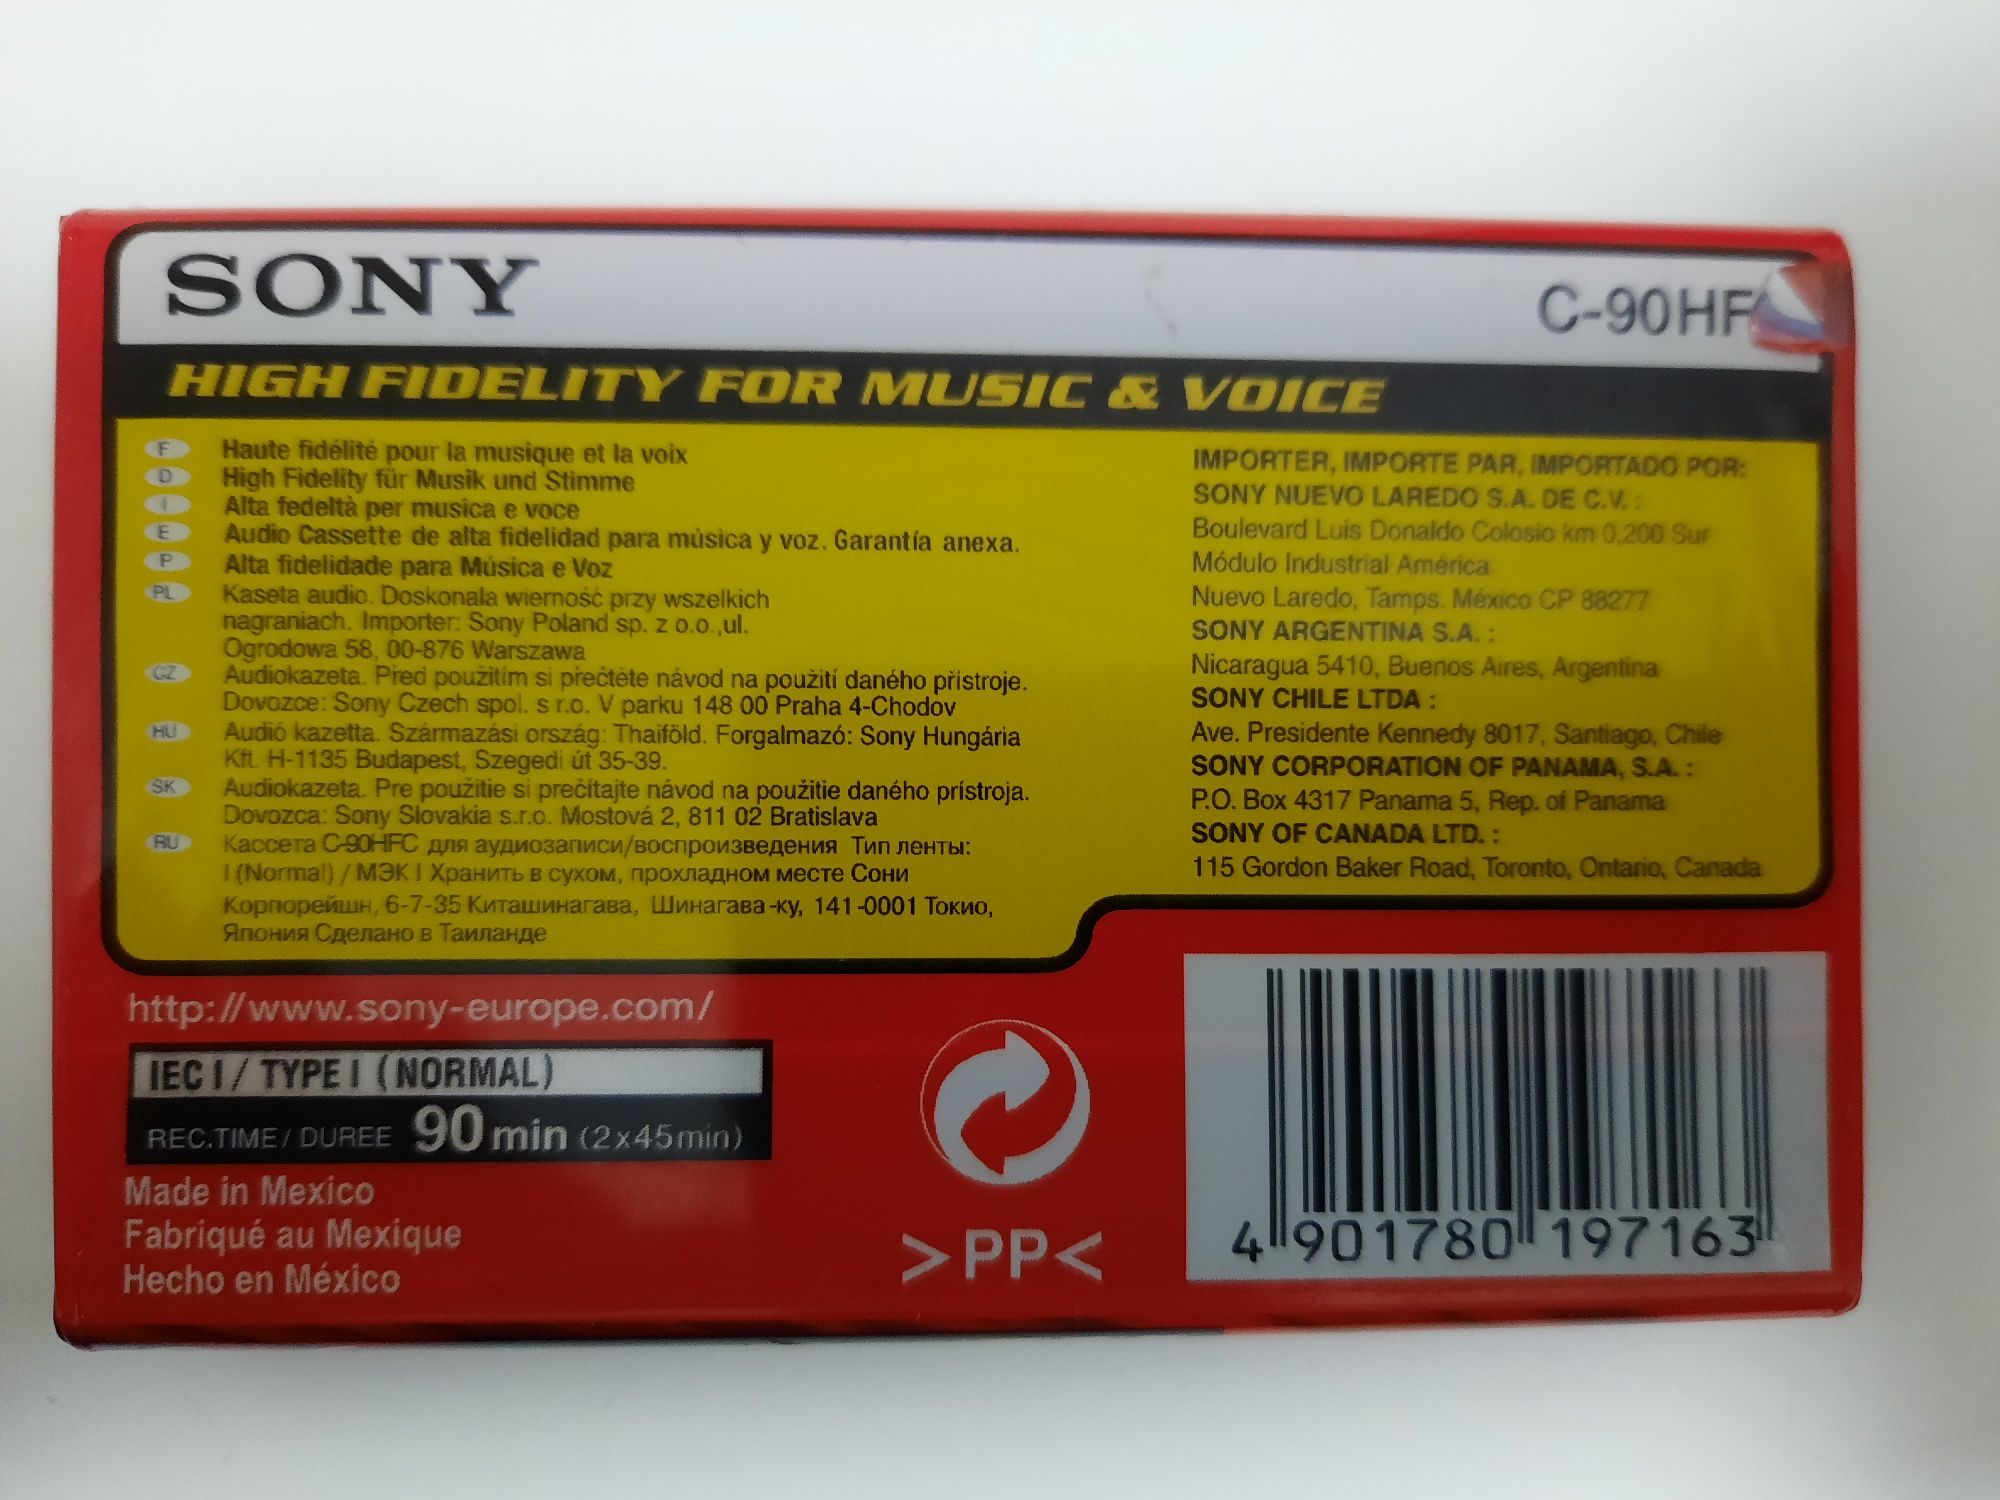 SONY
C-90HF
HIGH FIDELITY FOR MUSIC & VOICE
F Haute fidélité pour la musique et la voix
D High Fidelity für Musik und Stimme
I Alta fedeltà per musica e voce
E Audio Cassette de alta fidelidad para mùsica y voz. Garantía anexa.
P Alta fidelidade para Mùsica e Voz
PL Kaseta audio. Doskonala wierność przy wszelkich
nagraniach. Importer: Sony Poland sp. z o.o.,ul.
Ogrodowa 58, 00-876 Warszawa
CZ Audiokazeta. Před použitím si přečtěte návod na použití daného přístroje.
Dovozce: Sony Czech spol. s r.o. V parku 148 00 Praha 4-Chodov
HU Audió kazetta. Származási ország: Thaiföld. Forgalmazó: Sony Hungária
Kft. H-1135 Budapest, Szegedi út 35-39.
SK Audiokazeta. Pre použitie si prečítajte návod na použitie daného prístroja.
Dovozca: Sony Slovakia s.r.o. Mostová 2, 811 02 Bratislava
RU Кассета C-90HFC для аудиозаписи/воспроизведения Тип ленты:
I (Normal) / МЭК I Хранить в сухом, прохладном месте Сони
Корпорейшн, 6-7-35 Киташинагава, Шинагава-ку, 141-0001 Токио,
Япония Сделано в Таиланде
IMPORTER, IMPORTE PAR, IMPORTADO POR:
SONY NUEVO LAREDO S.A. DE C.V. :
Boulevard Luis Donaldo Colosio km 0,200 Sur
Módulo Industrial América
Nuevo Laredo, Tamps. México CP 88277
SONY ARGENTINA S.A. :
Nicaragua 5410, Buenos Aires, Argentina
SONY CHILE LTDA :
Ave. Presidente Kennedy 8017, Santiago, Chile
SONY CORPORATION OF PANAMA, S.A. :
P.O. Box 4317 Panama 5, Rep. of Panama
SONY OF CANADA LTD. :
115 Gordon Baker Road, Toronto, Ontario, Canada
http://www.sony-europe.com/
IEC I / TYPE I (NORMAL)
REC.TIME / DUREE 90 min (2x45min)
Made in Mexico
Fabriqué au Mexique
Hecho en México
>PP<
4 901780 197163